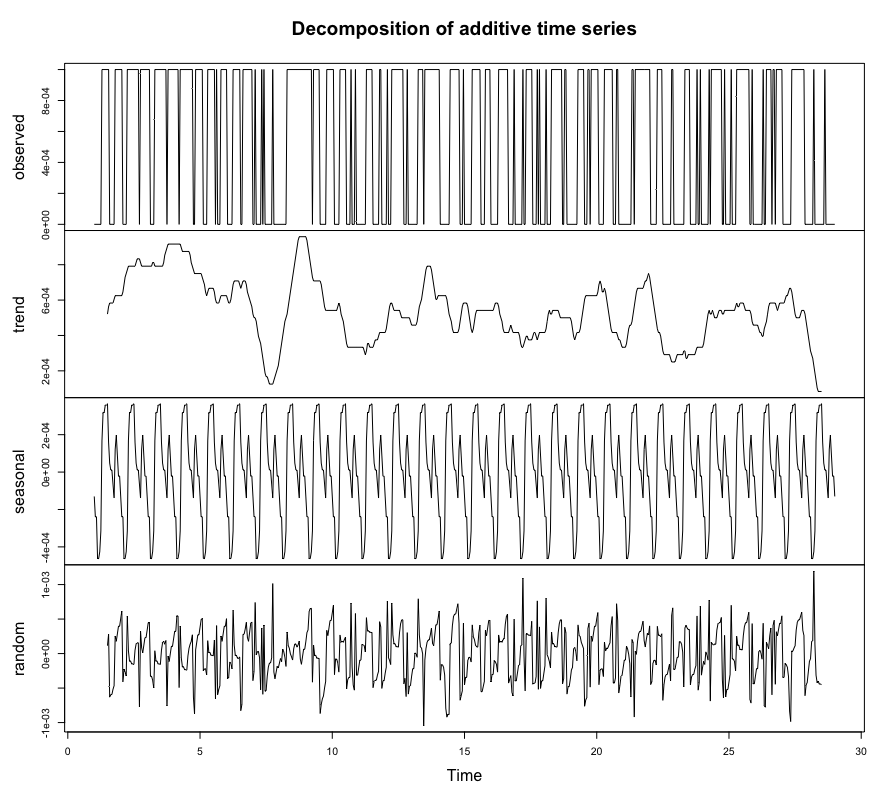 Decomposition of additive time series
observed
0e+00
4e-04
8e-04
trend
2e-04
6e-04
seasonal
-4e-04
0e+00
2e-04
random
-1e-03
0e+00
1e-03
0 5 10 15 20 25 30
Time